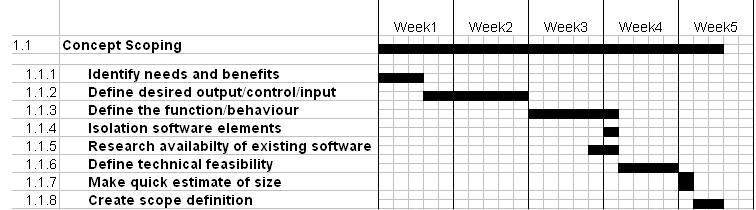 Week1 Week2 Week3 Week4 Week5
1.1 Concept Scoping
1.1.1 Identify needs and benefits
1.1.2 Define desired output/control/input
1.1.3 Define the function/behaviour
1.1.4 Isolation software elements
1.1.5 Research availabilty of existing software
1.1.6 Define technical feasibility
1.1.7 Make quick estimate of size
1.1.8 Create scope definition